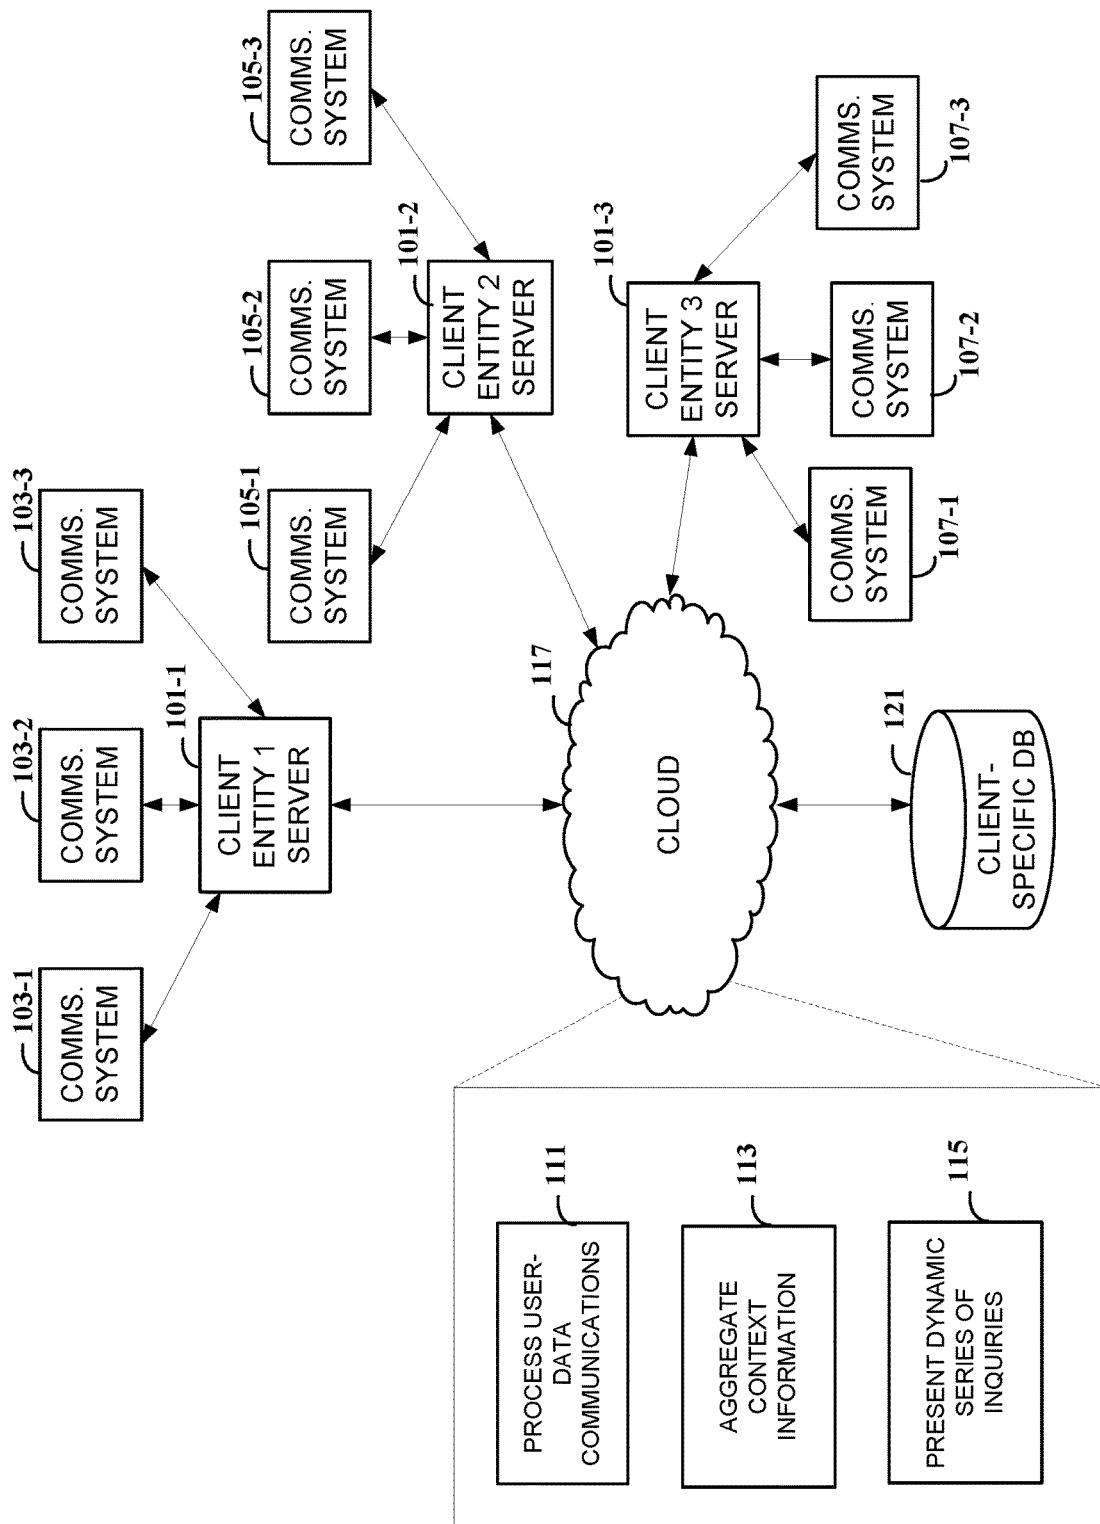 103-1
COMMS.
SYSTEM
103-2
COMMS.
SYSTEM
103-3
COMMS.
SYSTEM
101-1
CLIENT
ENTITY 1
SERVER
105-1
COMMS.
SYSTEM
105-2
COMMS.
SYSTEM
105-3
COMMS.
SYSTEM
101-2
CLIENT
ENTITY 2
SERVER
101-3
CLIENT
ENTITY 3
SERVER
107-1
COMMS.
SYSTEM
107-2
COMMS.
SYSTEM
107-3
COMMS.
SYSTEM
117
CLOUD
121
CLIENT-
SPECIFIC DB
111
PROCESS USER-
DATA
COMMUNICATIONS
113
AGGREGATE
CONTEXT
INFORMATION
115
PRESENT DYNAMIC
SERIES OF
INQUIRIES